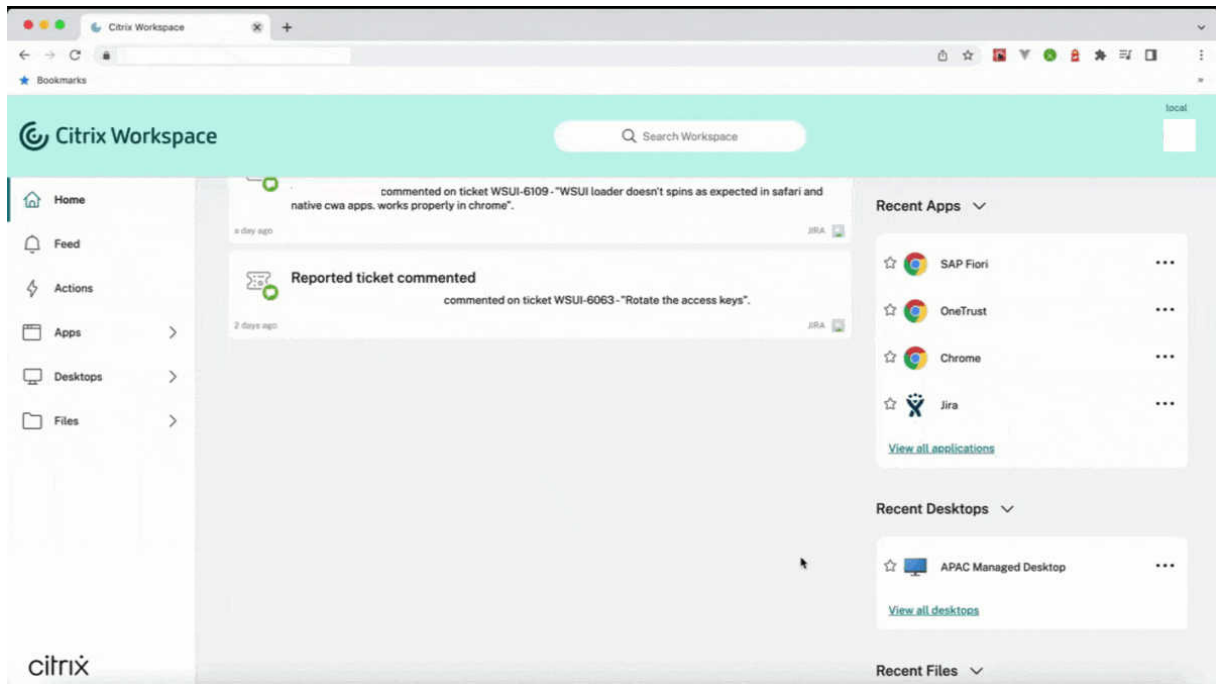 Citrix Workspace
Bookmarks
local
Citrix Workspace
Search Workspace
Home
Feed
Actions
Apps
Desktops
Files
citrix
commented on ticket WSUI-6109 - "WSUI loader doesn't spins as expected in safari and
native cwa apps. works properly in chrome".
a day ago
JIRA
Reported ticket commented
commented on ticket WSUI-6063 - "Rotate the access keys".
2 days ago
JIRA
Recent Apps
SAP Fiori
OneTrust
Chrome
Jira
View all applications
Recent Desktops
APAC Managed Desktop
View all desktops
Recent Files